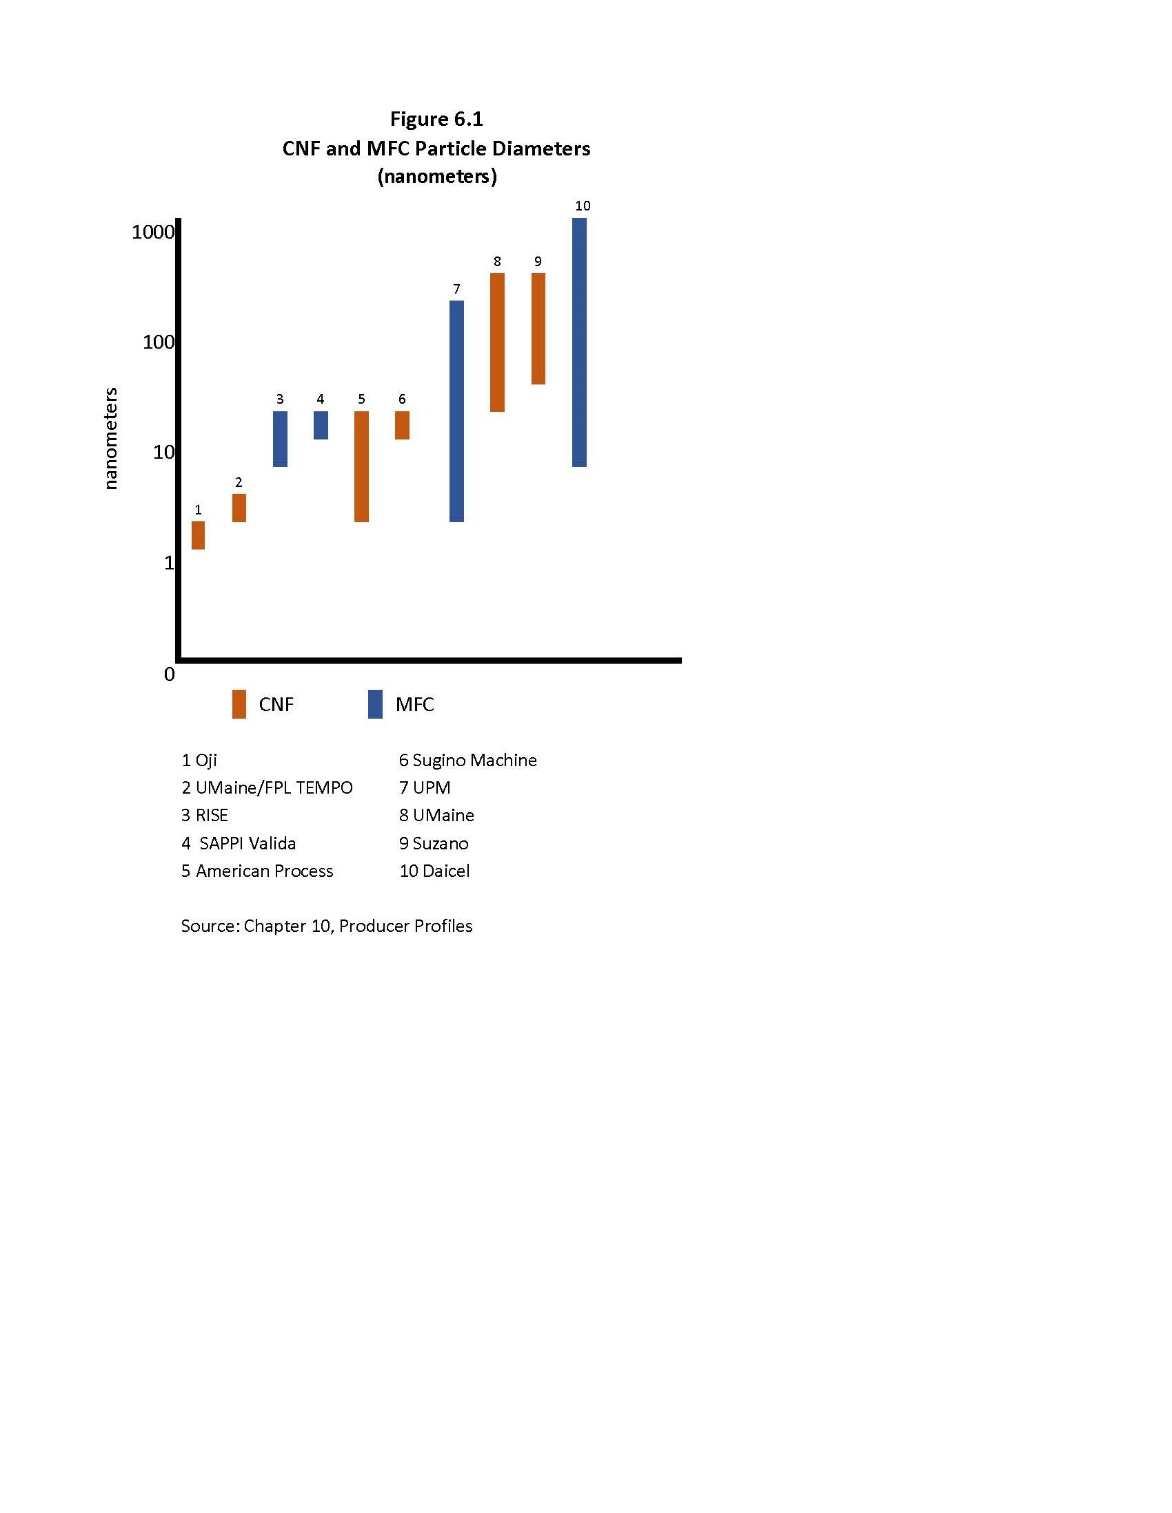 Figure 6.1
CNF and MFC Particle Diameters
(nanometers)
10
1000
8
9
7
100
3
4
5
6
nanometers
10
2
1
1
0
CNF
MFC
1 Oji
6 Sugino Machine
2 UMaine/FPL TEMPO
7 UPM
3 RISE
8 UMaine
4 SAPPI Valida
9 Suzano
5 American Process
10 Daicel
Source: Chapter 10, Producer Profiles